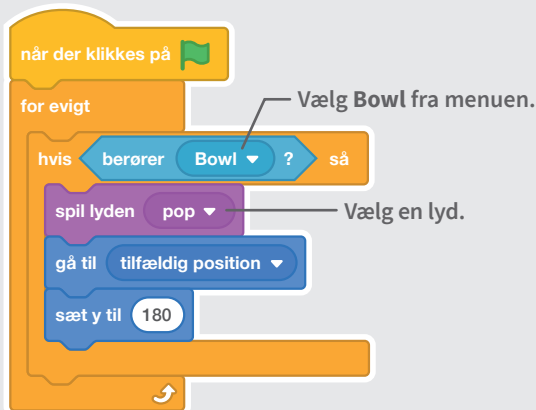 når der klikkes på
for evigt
Vælg Bowl fra menuen.
hvis berører Bowl ? så
spil lyden pop
Vælg en lyd.
gå til tilfældig position
sæt y til 180